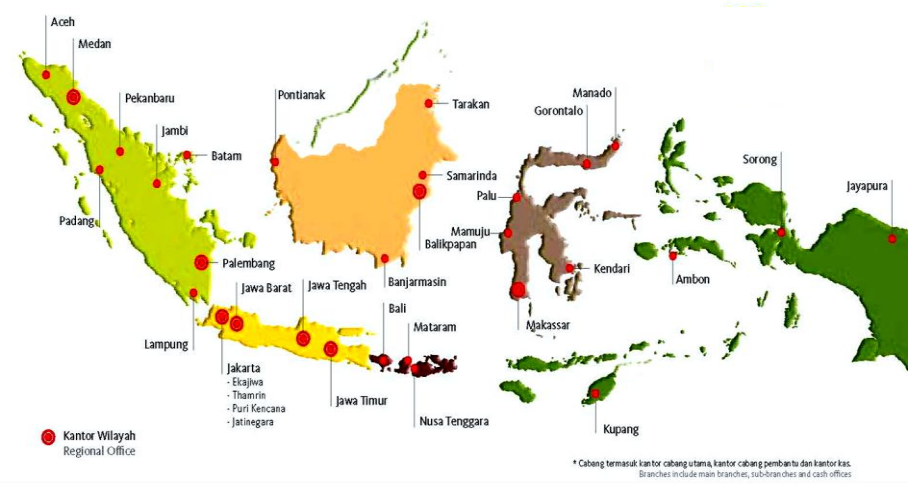 Aceh
Medan
Pekanbaru
Jambi
Batam
Padang
Palembang
Lampung
Pontianak
Tarakan
Samarinda
Balikpapan
Banjarmasin
Jawa Barat
Jawa Tengah
Jakarta
- Ekajiwa
- Thamrin
- Puri Kencana
- Jatinegara
Jawa Timur
Bali
Mataram
Nusa Tenggara
Manado
Gorontalo
Palu
Mamuju
Kendari
Makassar
Sorong
Jayapura
Ambon
Kupang
Kantor Wilayah
Regional Office
* Cabang termasuk kantor cabang utama, kantor cabang pembantu dan kantor kas.
Branches include main branches, sub-branches and cash offices